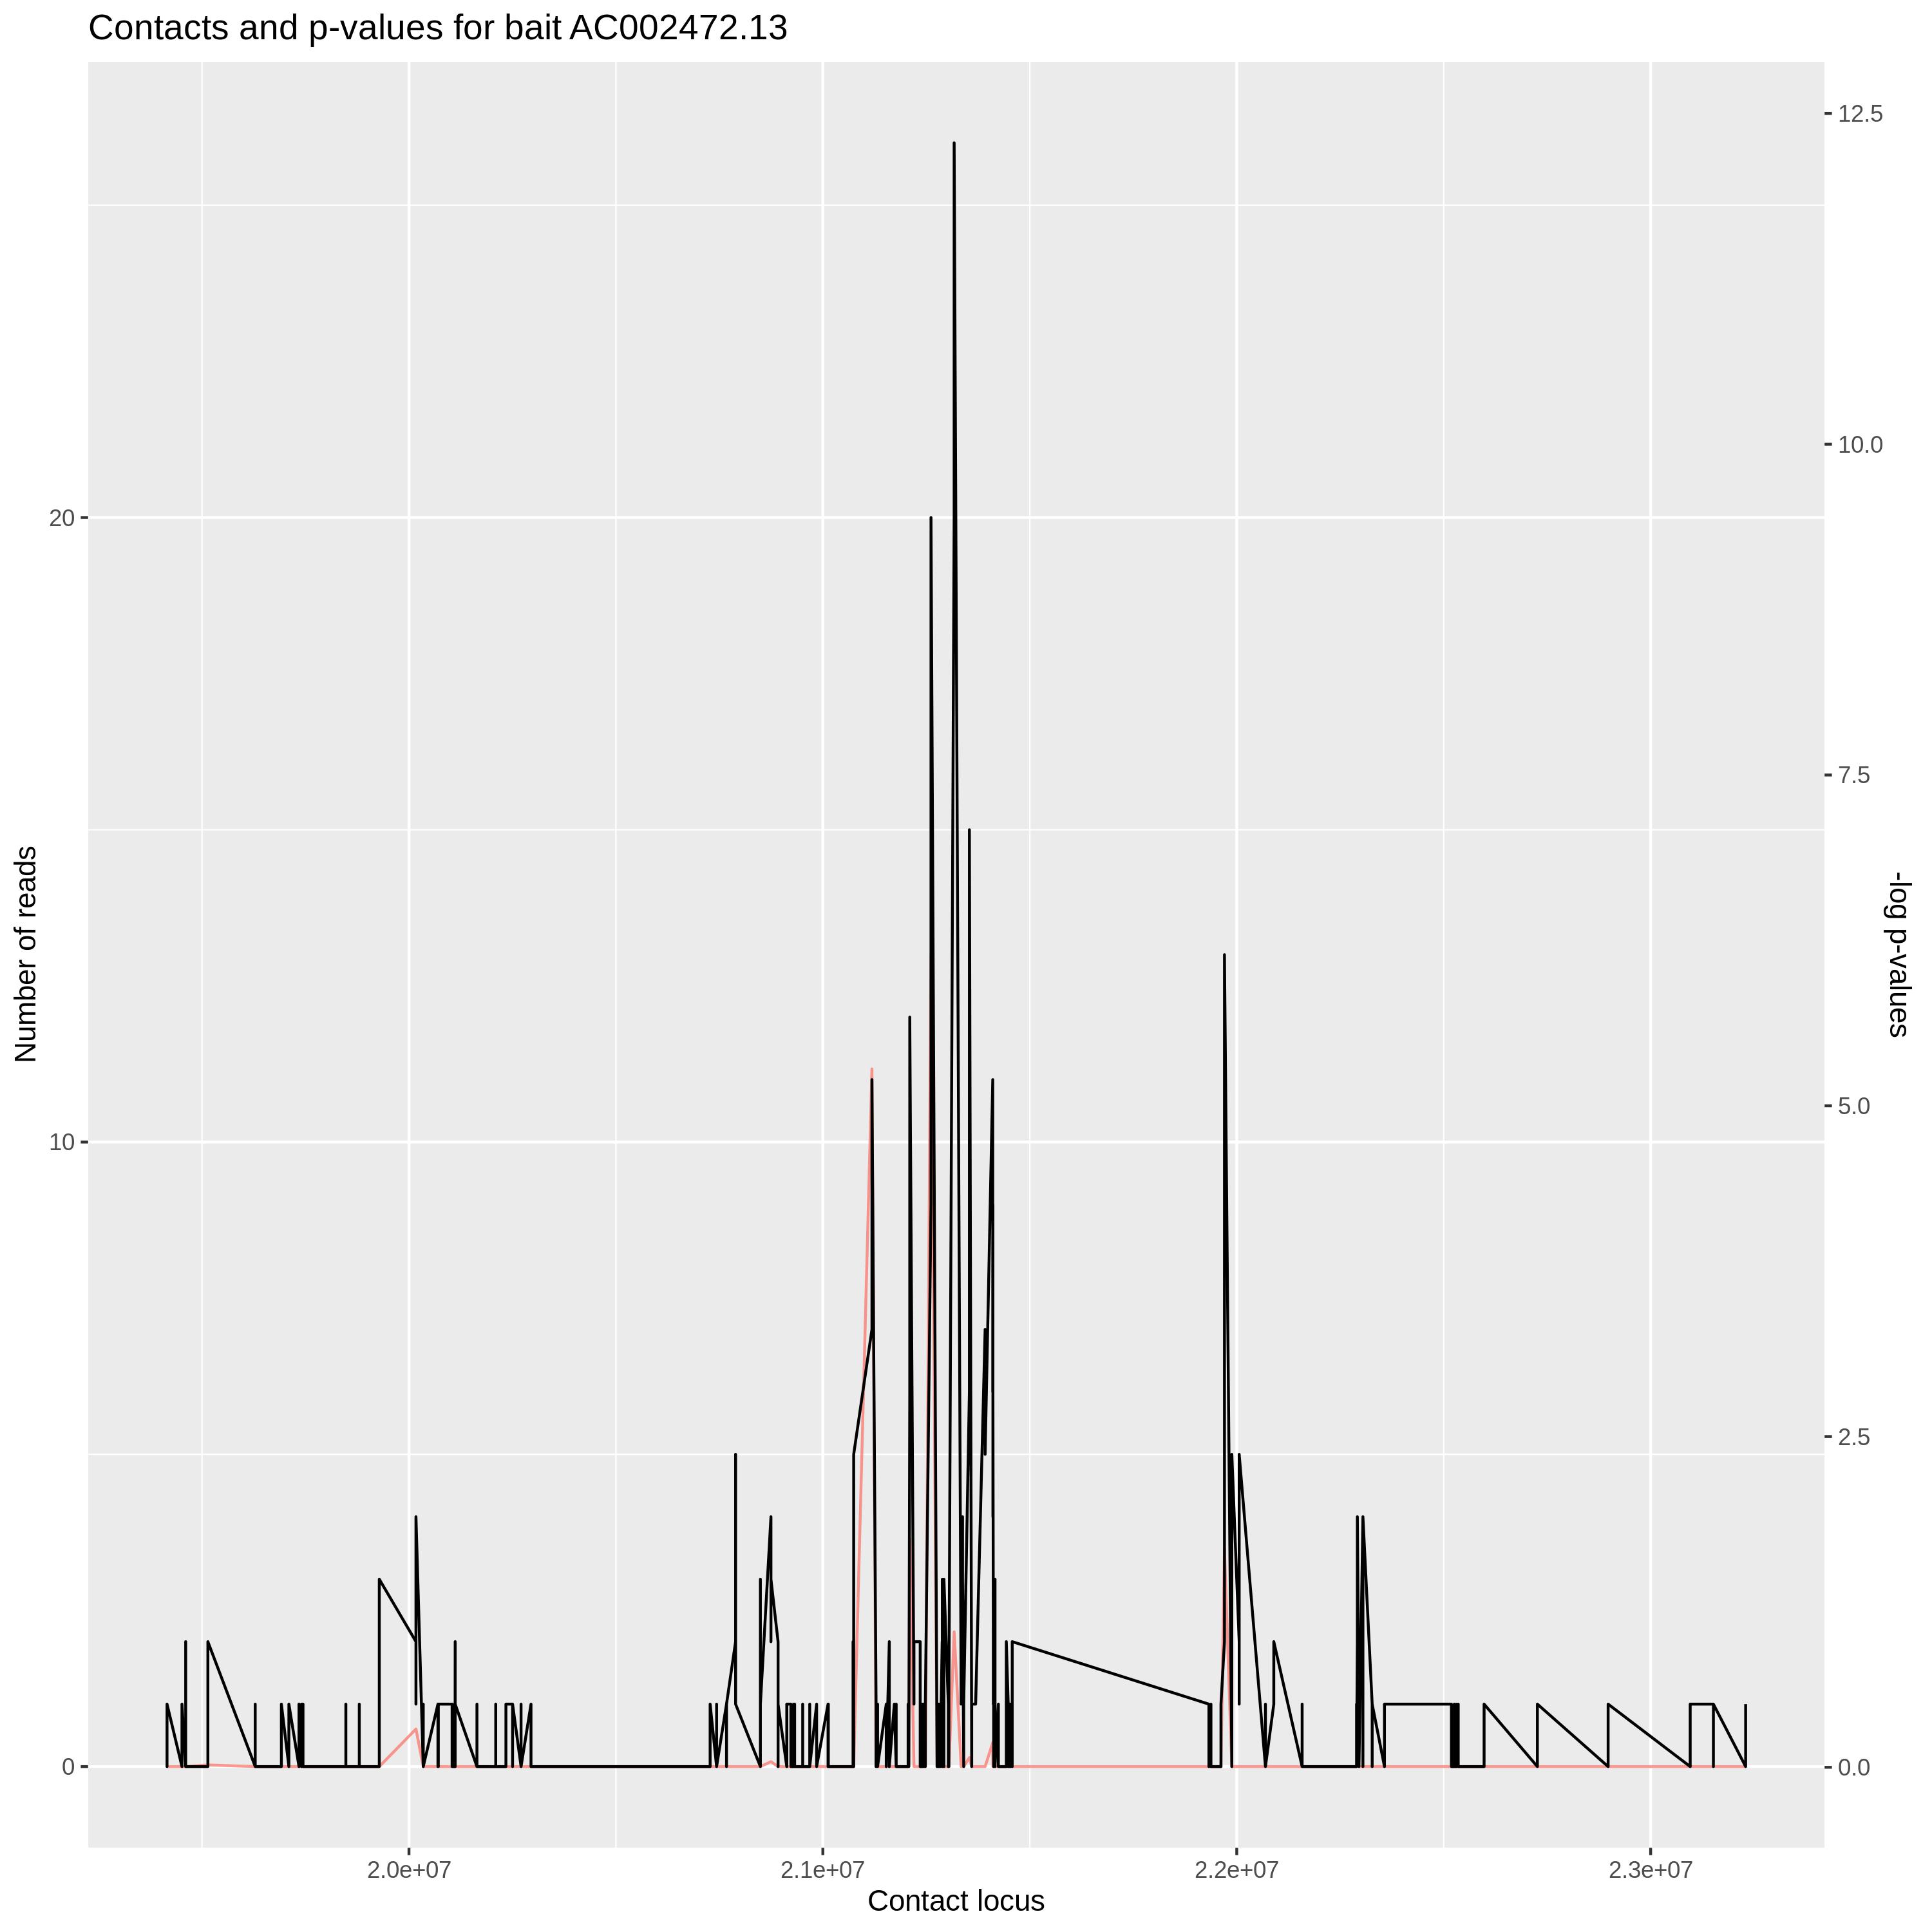 Contacts and p-values for bait AC002472.13
12.5
10.0
20
7.5
Number of reads
-log p-values
5.0
10
2.5
0
0.0
2.0e+07
2.1e+07
2.2e+07
2.3e+07
Contact locus